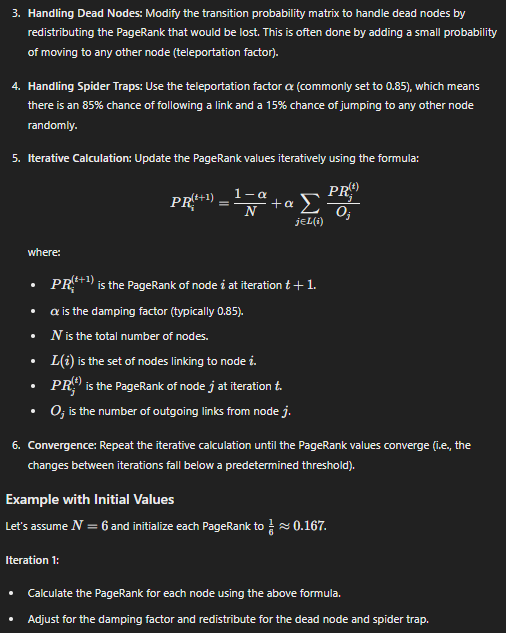 3. Handling Dead Nodes: Modify the transition probability matrix to handle dead nodes by
redistributing the PageRank that would be lost. This is often done by adding a small probability
of moving to any other node (teleportation factor).
4. Handling Spider Traps: Use the teleportation factor α (commonly set to 0.85), which means
there is an 85% chance of following a link and a 15% chance of jumping to any other node
randomly.
5. Iterative Calculation: Update the PageRank values iteratively using the formula:
PR_i^{(t+1)} = \frac{1-α}{N} + α \sum_{j∈L(i)} \frac{PR_j^{(t)}}{O_j}
where:
• PR_i^{(t+1)} is the PageRank of node i at iteration t + 1.
• α is the damping factor (typically 0.85).
• N is the total number of nodes.
• L(i) is the set of nodes linking to node i.
• PR_j^{(t)} is the PageRank of node j at iteration t.
• O_j is the number of outgoing links from node j.
6. Convergence: Repeat the iterative calculation until the PageRank values converge (i.e., the
changes between iterations fall below a predetermined threshold).
Example with Initial Values
Let's assume N = 6 and initialize each PageRank to \frac{1}{6} ≈ 0.167.
Iteration 1:
• Calculate the PageRank for each node using the above formula.
• Adjust for the damping factor and redistribute for the dead node and spider trap.